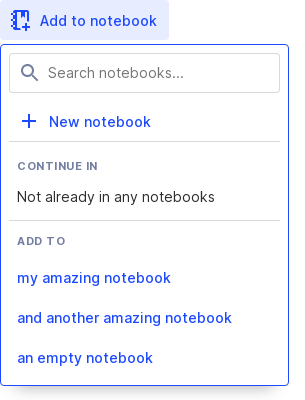 Add to notebook
Search notebooks...
New notebook
CONTINUE IN
Not already in any notebooks
ADD TO
my amazing notebook
and another amazing notebook
an empty notebook